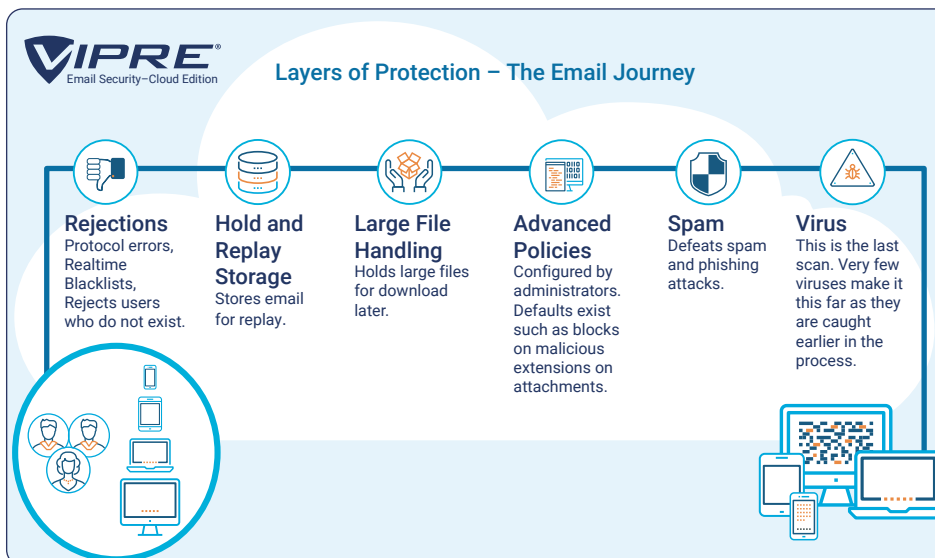 VIPRE®
Email Security–Cloud Edition
Layers of Protection – The Email Journey
Rejections
Protocol errors,
Realtime
Blacklists,
Rejects users
who do not exist.
Hold and
Replay
Storage
Stores email
for replay.
Large File
Handling
Holds large files
for download
later.
Advanced
Policies
Configured by
administrators.
Defaults exist
such as blocks
on malicious
extensions on
attachments.
Spam
Defeats spam
and phishing
attacks.
Virus
This is the last
scan. Very few
viruses make it
this far as they
are caught
earlier in the
process.